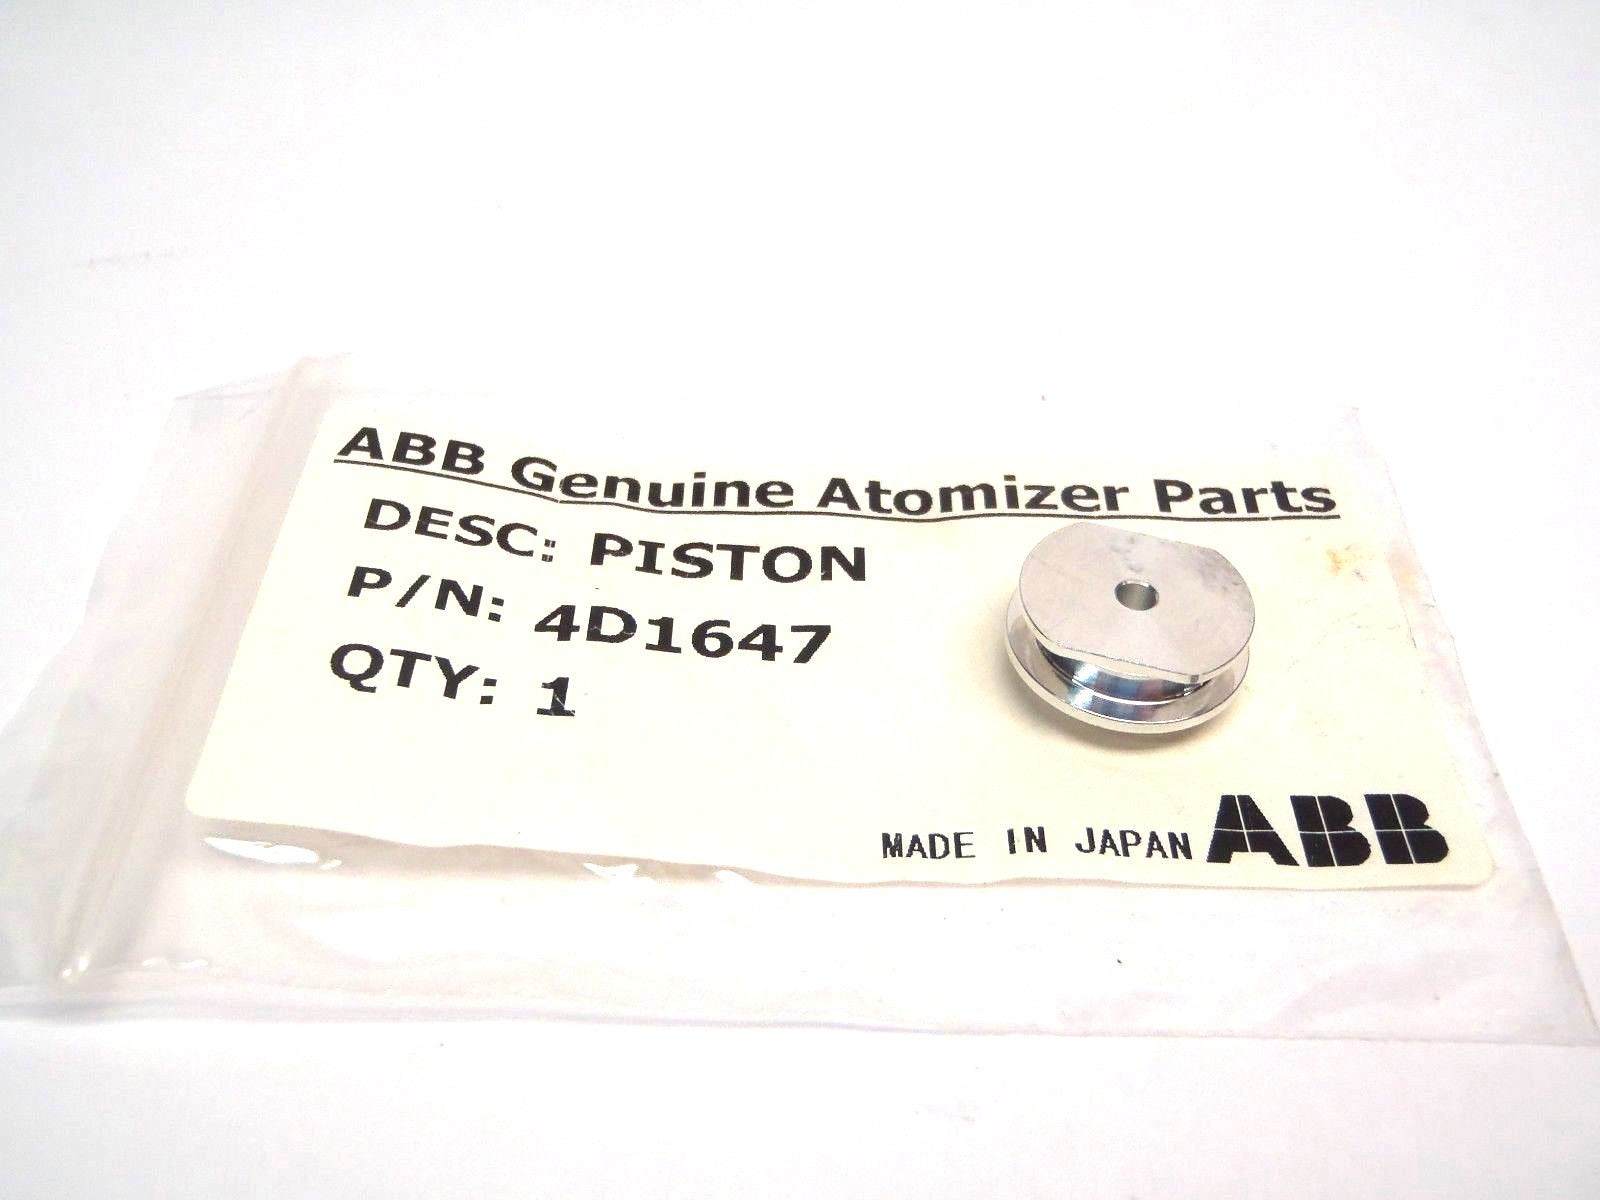 ABB Genuine Atomizer Parts
DESC: PISTON
P/N: 4D1647
QTY: 1
MADE IN JAPAN ABB